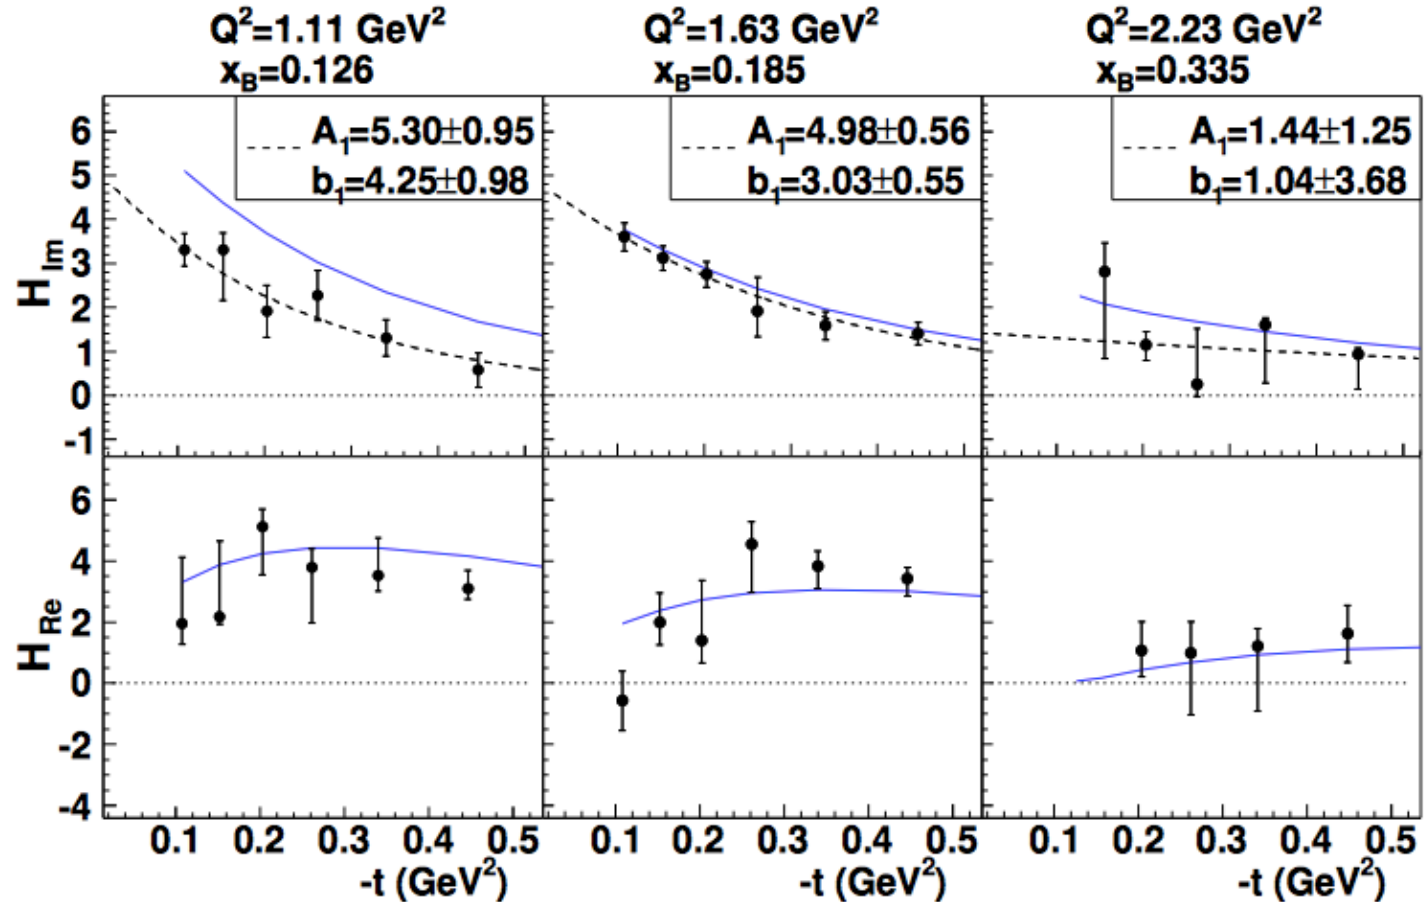 Q²=1.11 GeV² Q²=1.63 GeV² Q²=2.23 GeV²
x_B=0.126 x_B=0.185 x_B=0.335
A₁=5.30±0.95 A₁=4.98±0.56 A₁=1.44±1.25
b₁=4.25±0.98 b₁=3.03±0.55 b₁=1.04±3.68
H_Im
6
5
4
3
2
1
0
-1
H_Re
6
4
2
0
-2
-4
0.1 0.2 0.3 0.4 0.5 0.1 0.2 0.3 0.4 0.5 0.1 0.2 0.3 0.4 0.5
-t (GeV²) -t (GeV²) -t (GeV²)